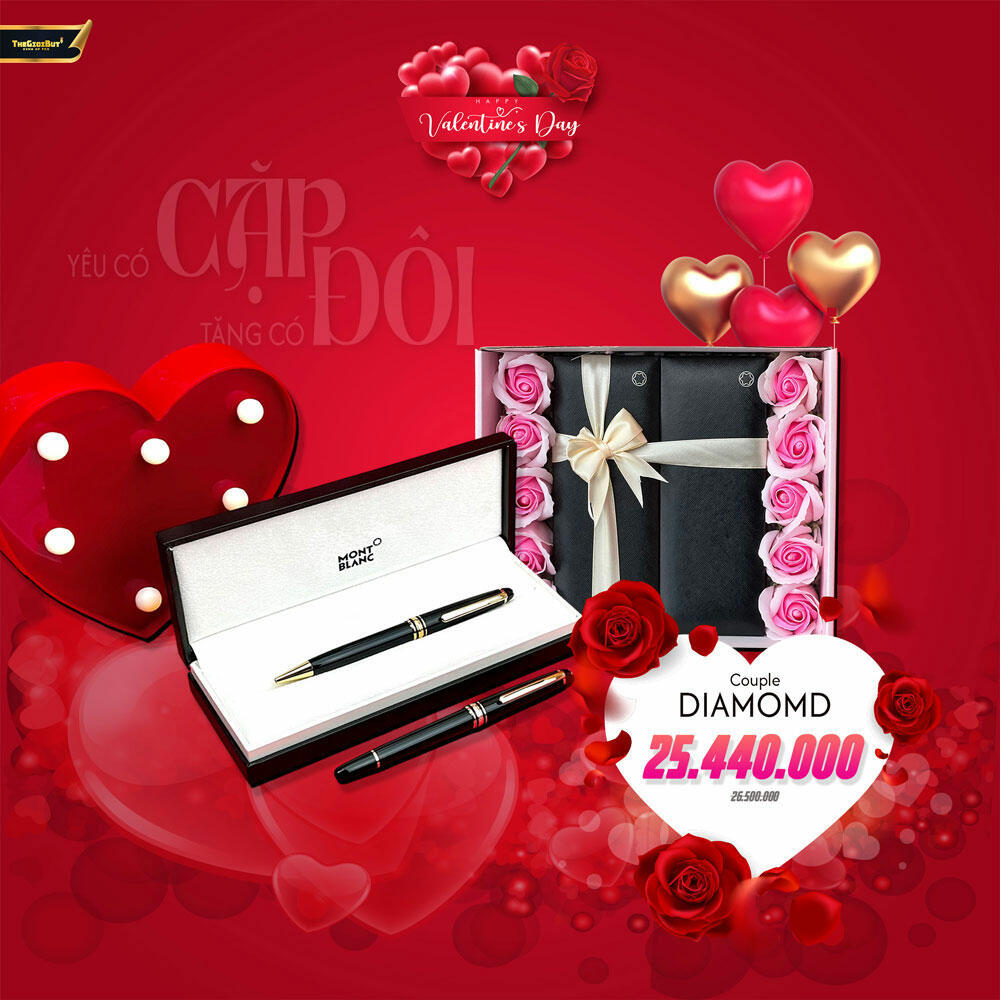 THEGIOIBUT
HAPPY
Valentine's Day
YÊU CÓ
CẶP
TẶNG CÓ
ĐÔI
MONT
BLANC
Couple
DIAMOMD
25.440.000
26.500.000